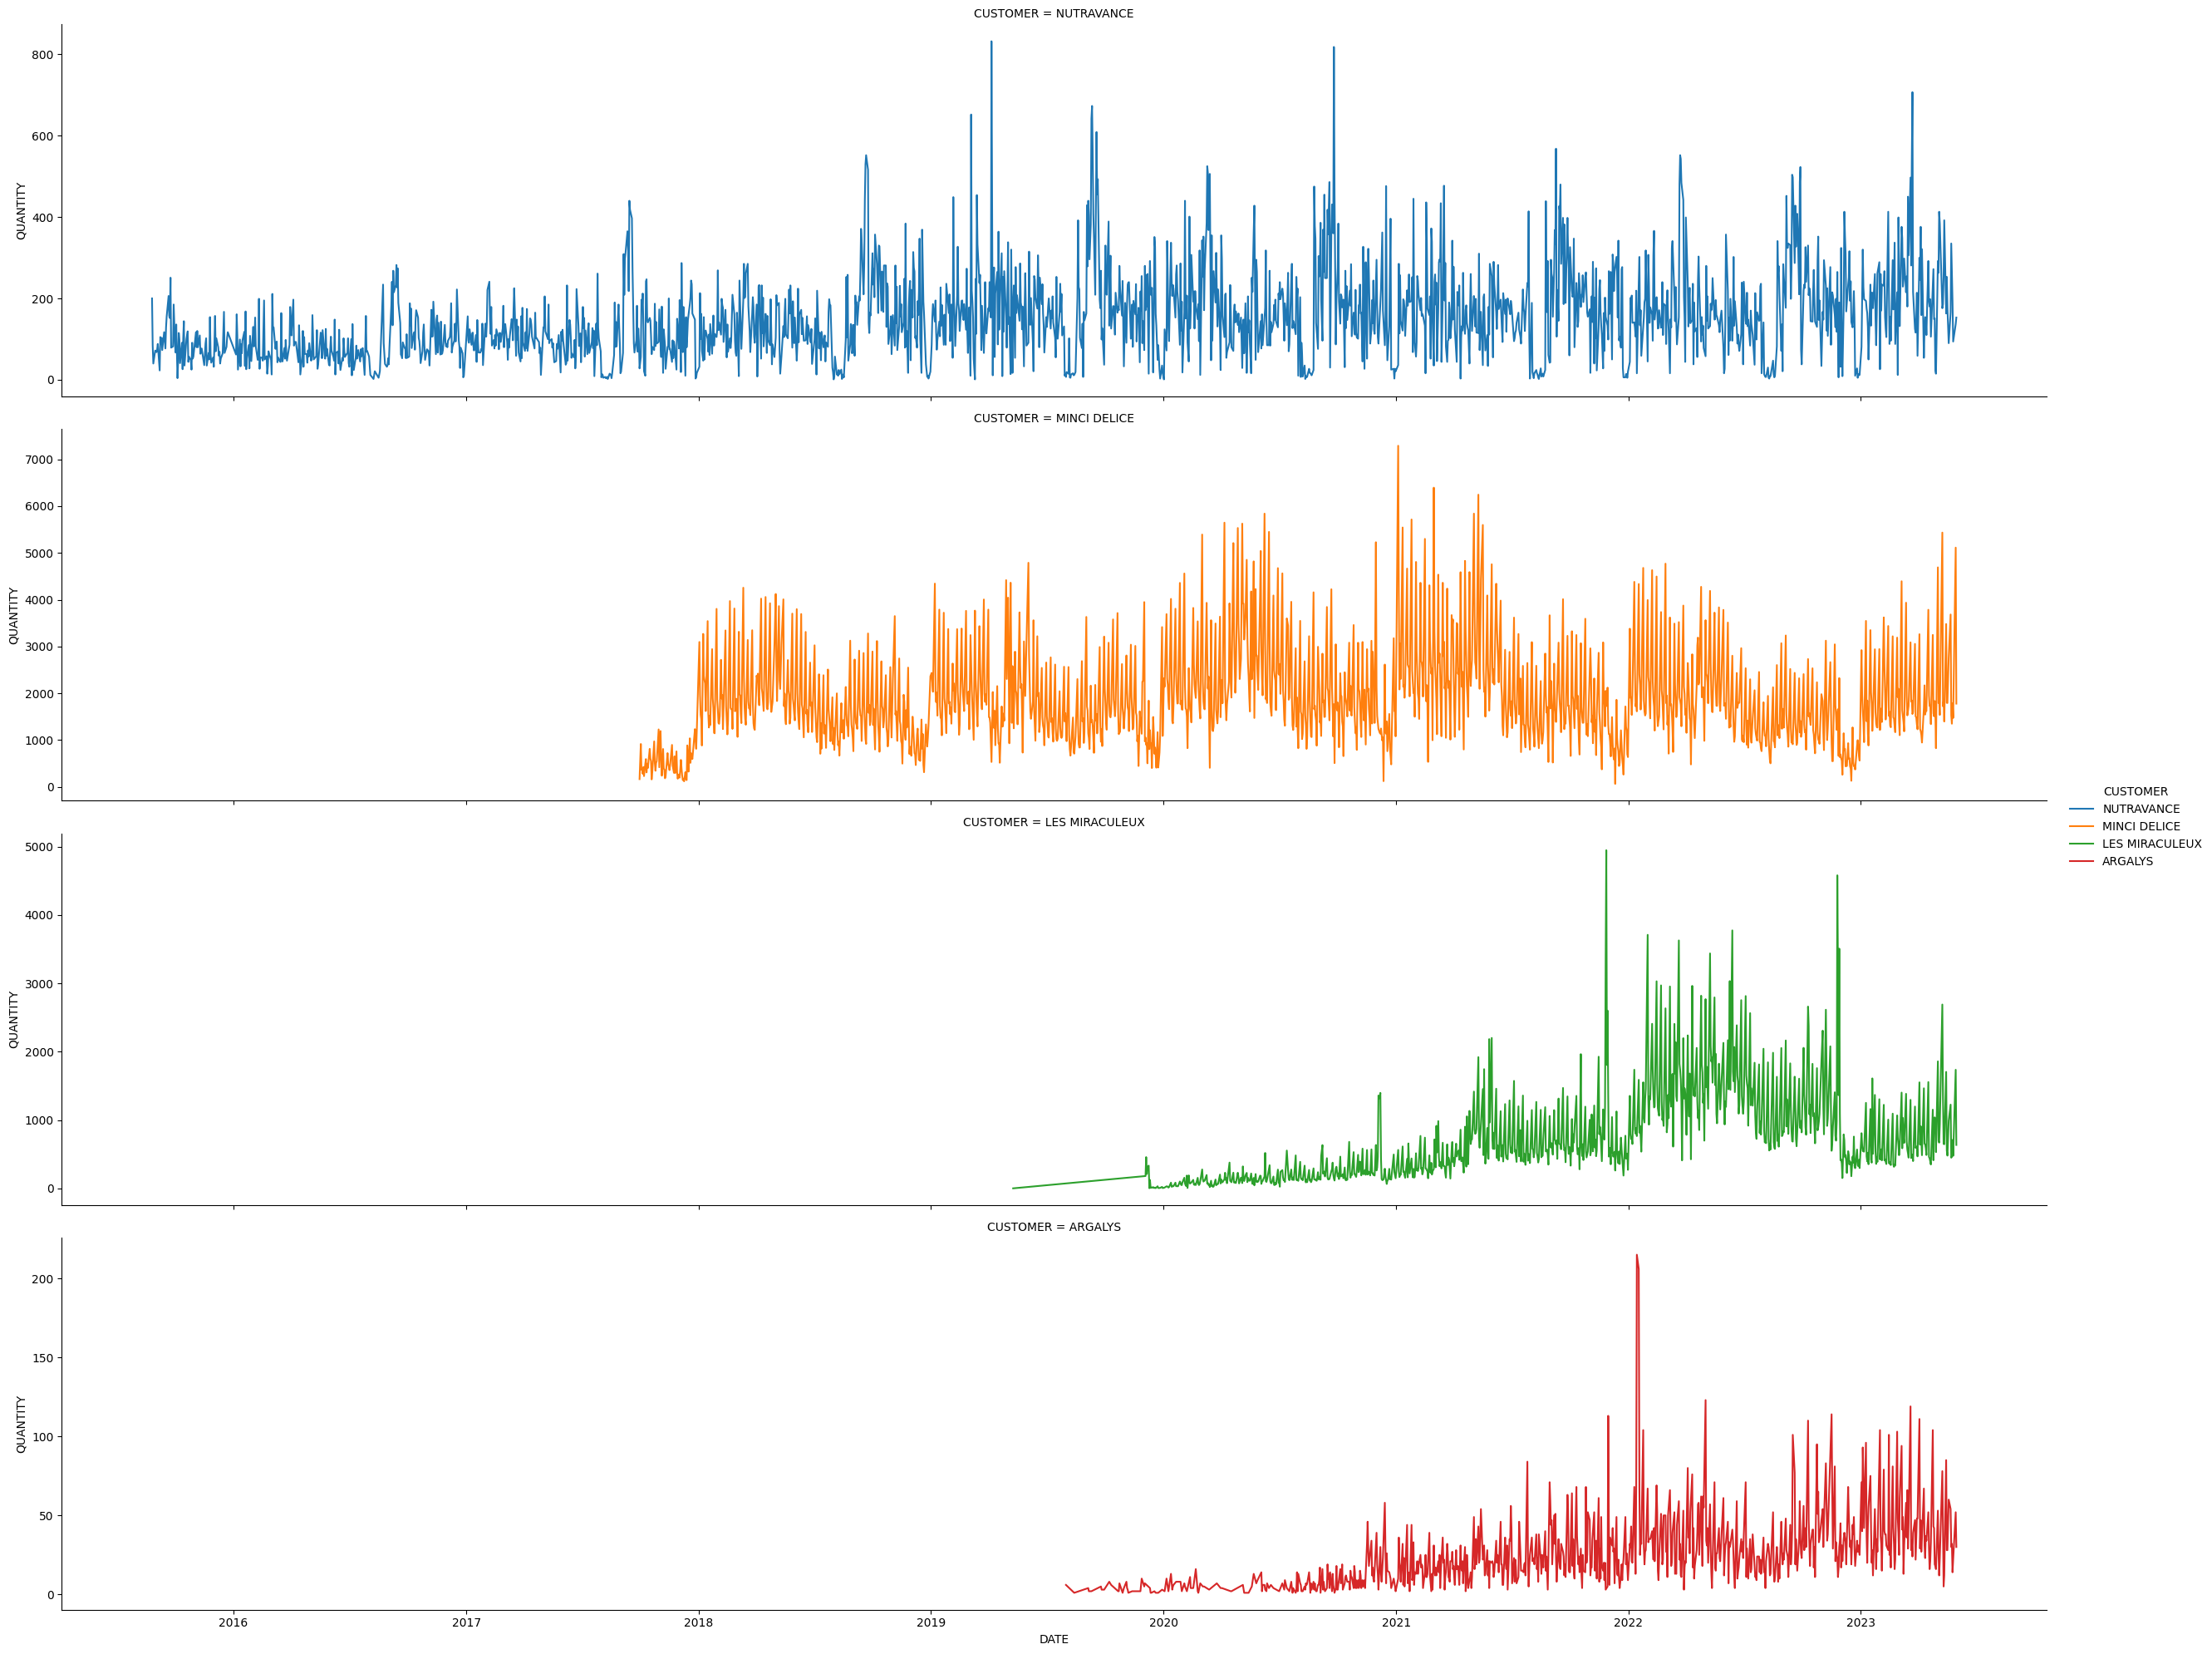 CUSTOMER = NUTRAVANCE
800
600
400
200
0
QUANTITY
CUSTOMER = MINCI DELICE
7000
6000
5000
4000
3000
2000
1000
0
QUANTITY
CUSTOMER
NUTRAVANCE
MINCI DELICE
LES MIRACULEUX
ARGALYS
CUSTOMER = LES MIRACULEUX
5000
4000
3000
2000
1000
0
QUANTITY
CUSTOMER = ARGALYS
200
150
100
50
0
QUANTITY
2016 2017 2018 2019 2020 2021 2022 2023
DATE